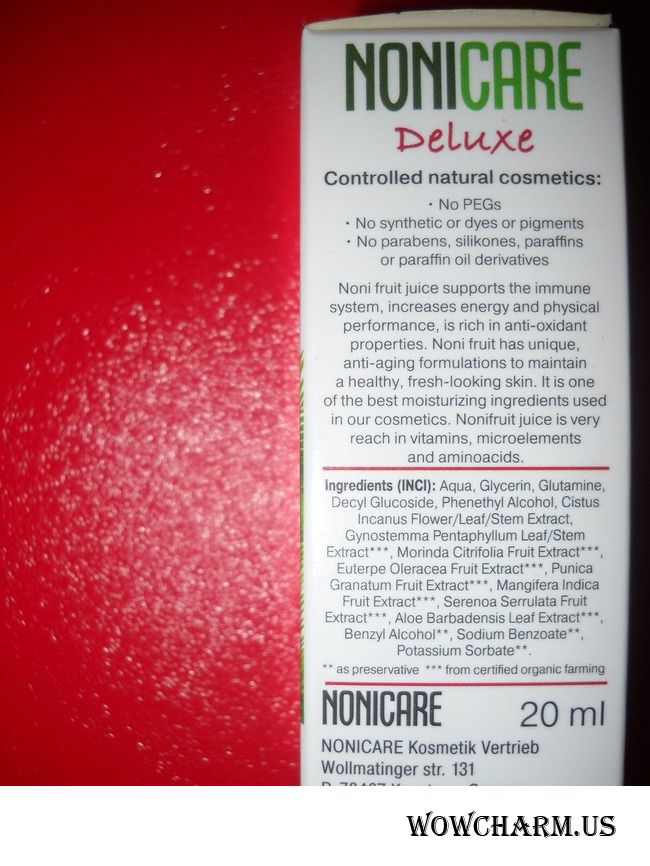 NONICARE
Deluxe
Controlled natural cosmetics:
• No PEGs
• No synthetic or dyes or pigments
• No parabens, silikones, paraffins
or paraffin oil derivatives
Noni fruit juice supports the immune
system, increases energy and physical
performance, is rich in anti-oxidant
properties. Noni fruit has unique,
anti-aging formulations to maintain
a healthy, fresh-looking skin. It is one
of the best moisturizing ingredients used
in our cosmetics. Nonifruit juice is very
reach in vitamins, microelements
and aminoacids.
Ingredients (INCI): Aqua, Glycerin, Glutamine,
Decyl Glucoside, Phenethyl Alcohol, Cistus
Incanus Flower/Leaf/Stem Extract,
Gynostemma Pentaphyllum Leaf/Stem
Extract***, Morinda Citrifolia Fruit Extract***,
Euterpe Oleracea Fruit Extract***, Punica
Granatum Fruit Extract***, Mangifera Indica
Fruit Extract***, Serenoa Serrulata Fruit
Extract***, Aloe Barbadensis Leaf Extract***,
Benzyl Alcohol**, Sodium Benzoate**,
Potassium Sorbate**.
** as preservative *** from certified organic farming
NONICARE 20 ml
NONICARE Kosmetik Vertrieb
Wollmatinger str. 131
WOWCHARM.US